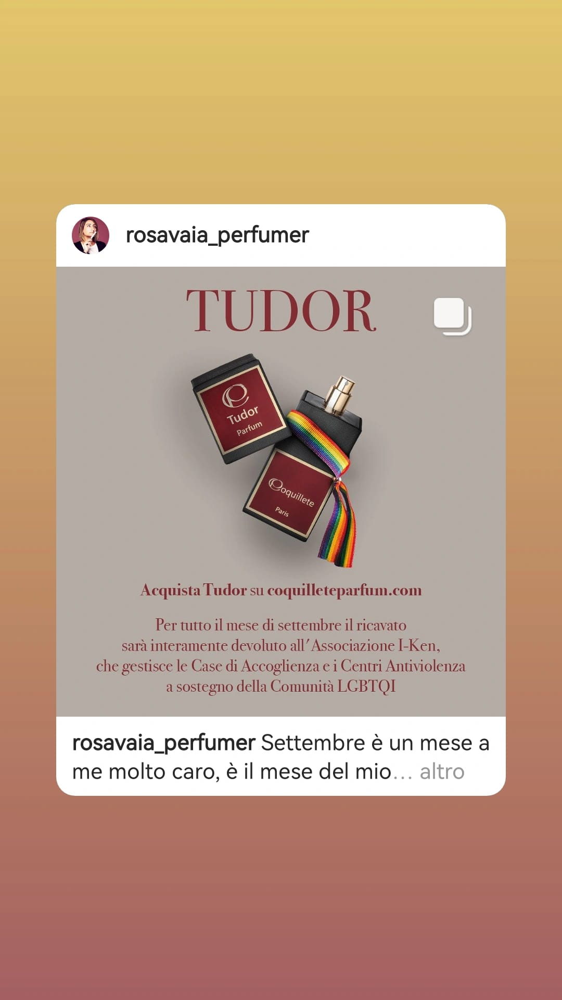 rosavaia_perfumer
TUDOR
Tudor
Parfum
Coquillete
Paris
Acquista Tudor su coquilleteparfum.com
Per tutto il mese di settembre il ricavato
sarà interamente devoluto all'Associazione I-Ken,
che gestisce le Case di Accoglienza e i Centri Antiviolenza
a sostegno della Comunità LGBTQI
rosavaia_perfumer Settembre è un mese a
me molto caro, è il mese del mio… altro